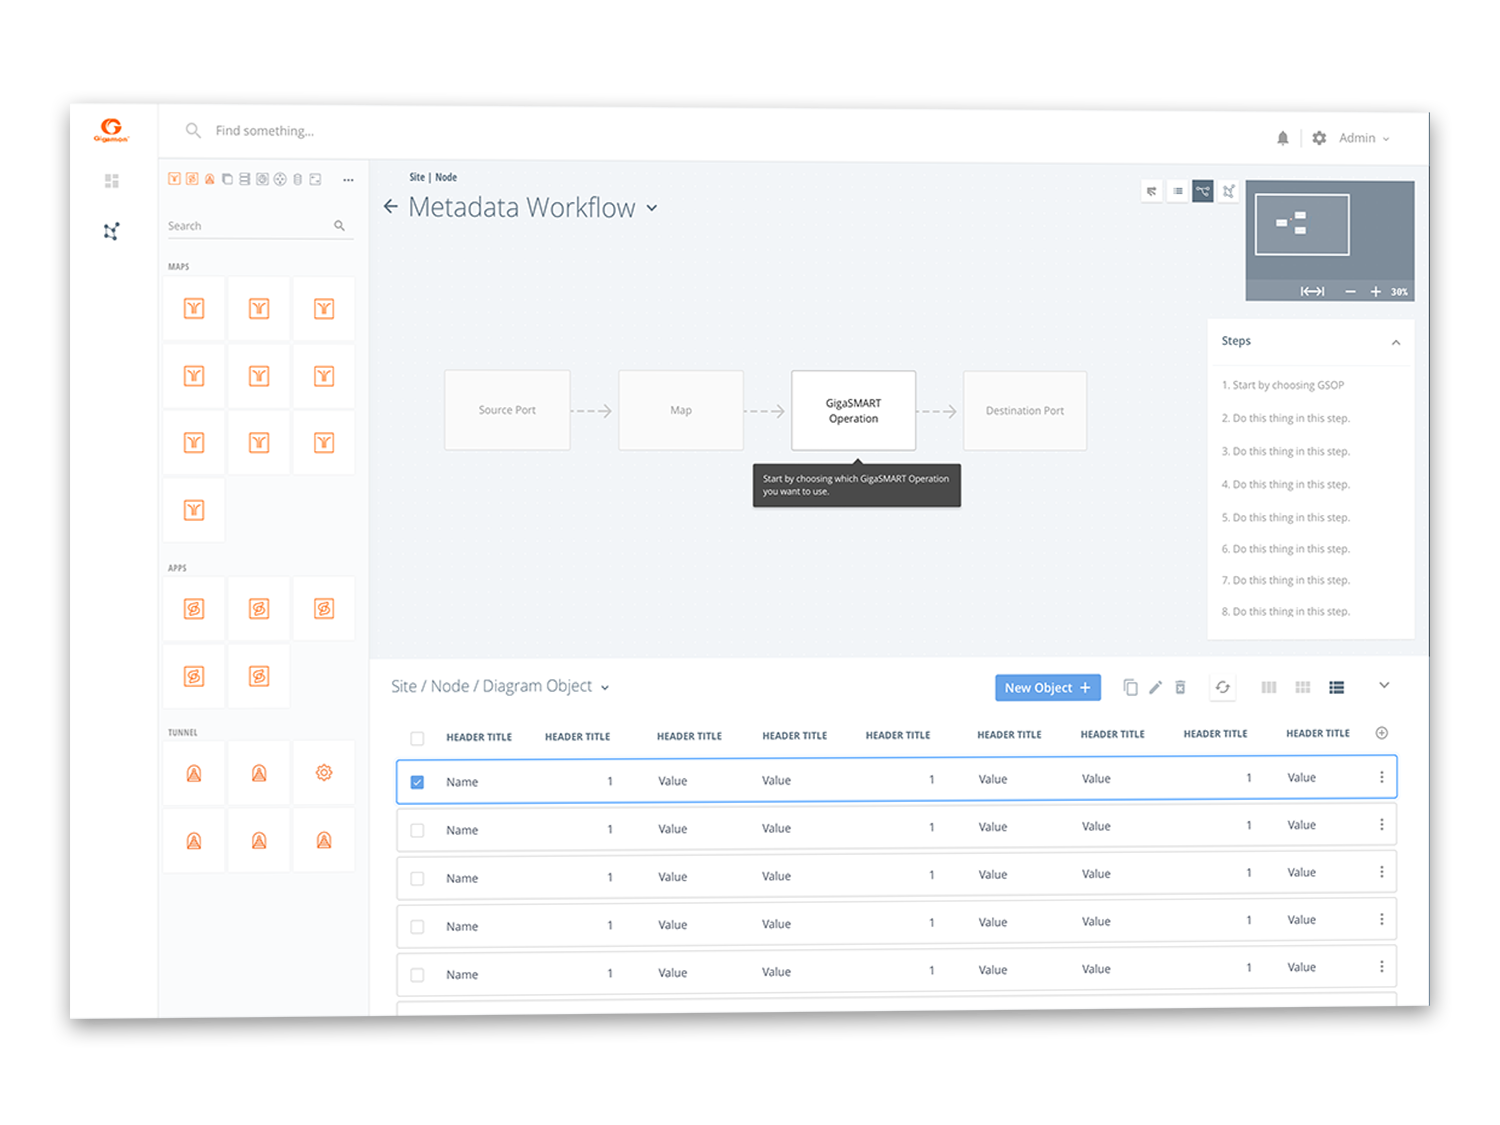 Gigamon
Find something...
Admin
Search
MAPS
APPS
TUNNEL
Site | Node
Metadata Workflow
30%
Source Port
Map
GigaSMART
Operation
Destination Port
Start by choosing which GigaSMART Operation
you want to use.
Steps
1. Start by choosing GSOP
2. Do this thing in this step.
3. Do this thing in this step.
4. Do this thing in this step.
5. Do this thing in this step.
6. Do this thing in this step.
7. Do this thing in this step.
8. Do this thing in this step.
Site / Node / Diagram Object
New Object +
HEADER TITLE HEADER TITLE HEADER TITLE HEADER TITLE HEADER TITLE HEADER TITLE HEADER TITLE HEADER TITLE HEADER TITLE
Name 1 Value Value 1 Value Value 1 Value
Name 1 Value Value 1 Value Value 1 Value
Name 1 Value Value 1 Value Value 1 Value
Name 1 Value Value 1 Value Value 1 Value
Name 1 Value Value 1 Value Value 1 Value